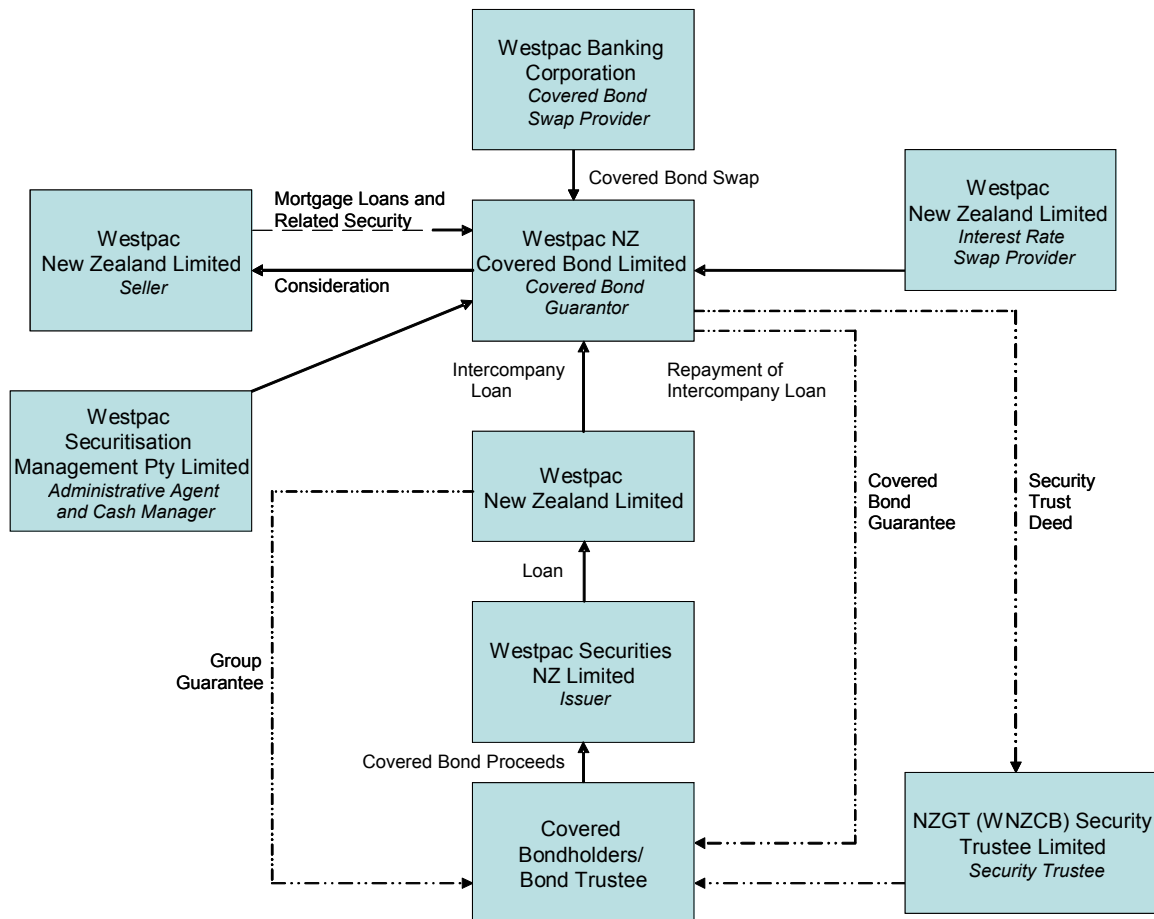 Westpac Banking
Corporation
Covered Bond
Swap Provider
Covered Bond Swap
Westpac
New Zealand Limited
Interest Rate
Swap Provider
Mortgage Loans and
Related Security
Westpac
New Zealand Limited
Seller
Westpac NZ
Covered Bond Limited
Covered Bond
Guarantor
Consideration
Intercompany
Loan
Repayment of
Intercompany Loan
Westpac
Securitisation
Management Pty Limited
Administrative Agent
and Cash Manager
Westpac
New Zealand Limited
Covered
Bond
Guarantee
Security
Trust
Deed
Loan
Group
Guarantee
Westpac Securities
NZ Limited
Issuer
Covered Bond Proceeds
Covered
Bondholders/
Bond Trustee
NZGT (WNZCB) Security
Trustee Limited
Security Trustee